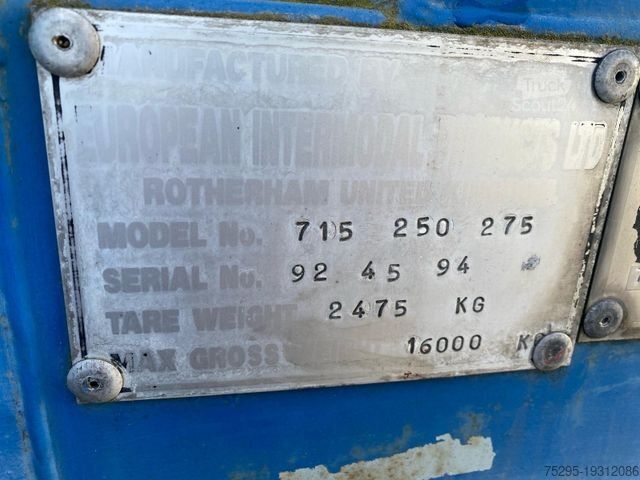 MANUFACTURED BY
Truck
Scout24
EUROPEAN INTERMODAL LTD
ROTHERHAM UNITED KINGDOM
MODEL No. 715 250 275
SERIAL No. 92 45 94
TARE WEIGHT 2475 KG
MAX GROSS 16000 KG
75295-19312086